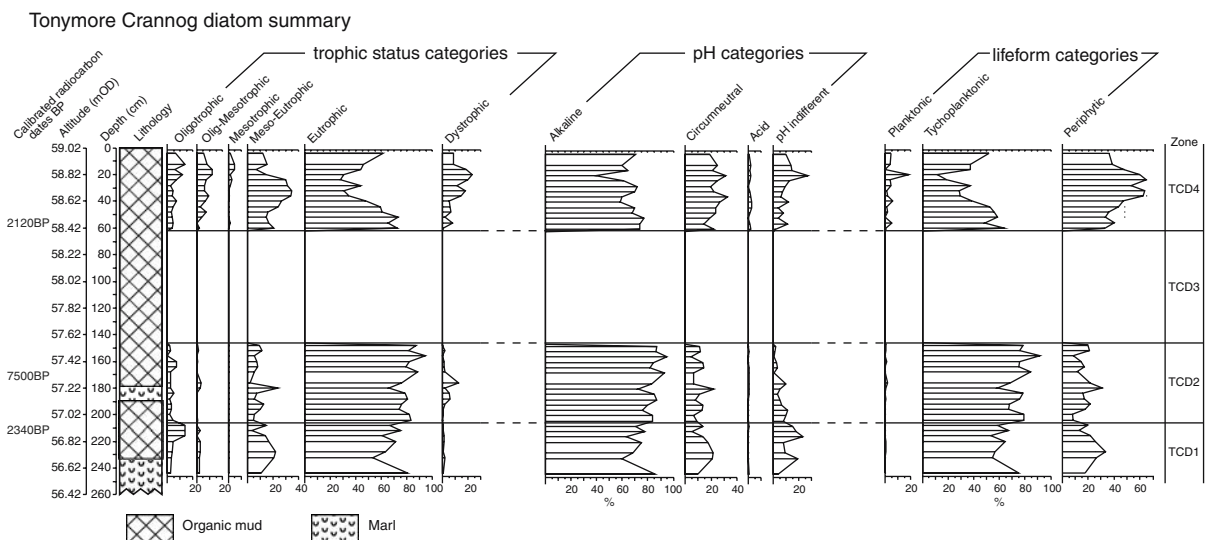 Tonymore Crannog diatom summary
trophic status categories
pH categories
lifeform categories
Calibrated radiocarbon
dates BP
Altitude (mOD)
Depth (cm)
Lithology
Oligotrophic
Olig-Mesotrophic
Mesotrophic
Meso-Eutrophic
Eutrophic
Dystrophic
Alkaline
Circumneutral
Acid
pH indifferent
Planktonic
Tychoplanktonic
Periphytic
Zone
59.02 0
58.82 20
58.62 40
2120BP 58.42 60
58.22 80
58.02 100
57.82 120
57.62 140
57.42 160
7500BP 57.22 180
57.02 200
2340BP 56.82 220
56.62 240
56.42 260
TCD4
TCD3
TCD2
TCD1
20 20 20 20 40 20 40 60 80 100 20 20 40 60 80 100 20 40 20 20 20 40 60 80 100 20 40 60
% %
Organic mud Marl